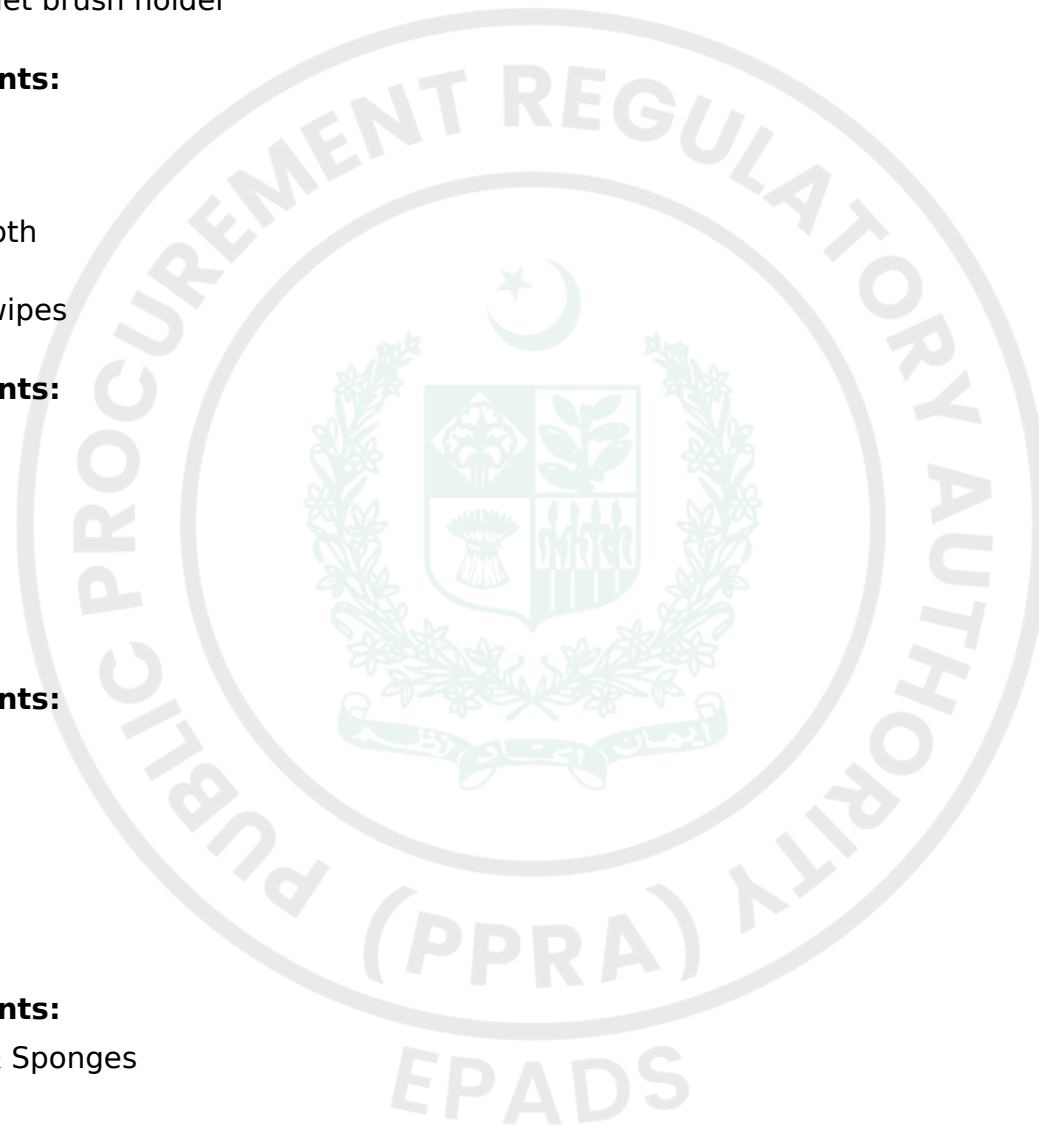 et brush holder
nts:
oth
wipes
nts:
nts:
nts:
Sponges
PUBLIC PROCUREMENT REGULATORY AUTHORITY
(PPRA)
EPADS